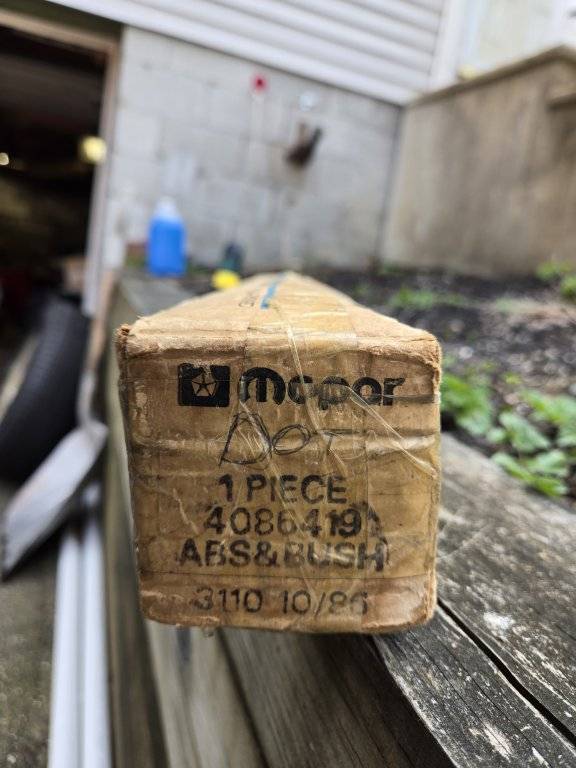 mopar
DOT
1 PIECE
4086419
ABS&BUSH
3110 10/86